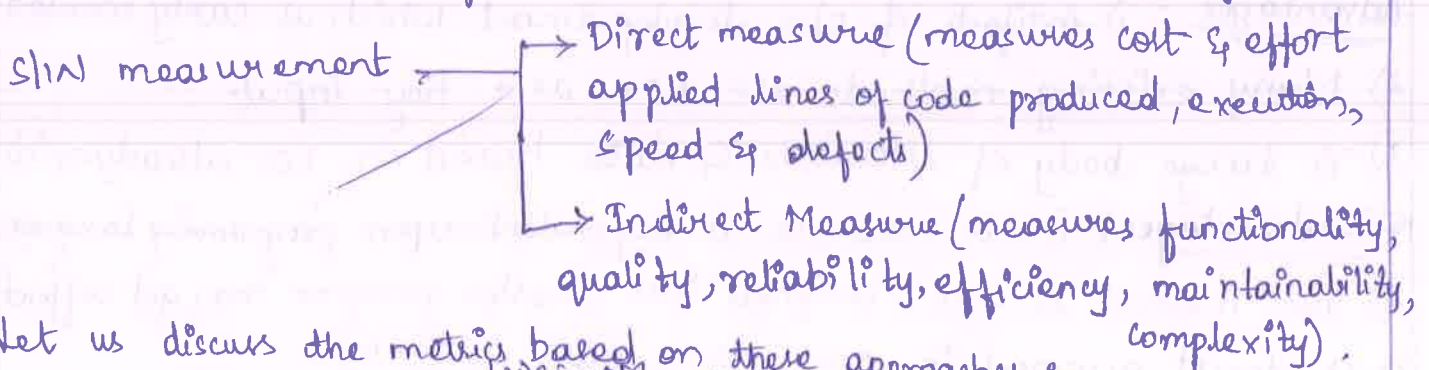 → Direct measure (measures cost & effort
S/W measurement
applied lines of code produced, execution,
speed & defects)
→ Indirect Measure (measures functionality,
quality, reliability, efficiency, maintainability,
complexity).
Let us discuss the metrics based on these approaches